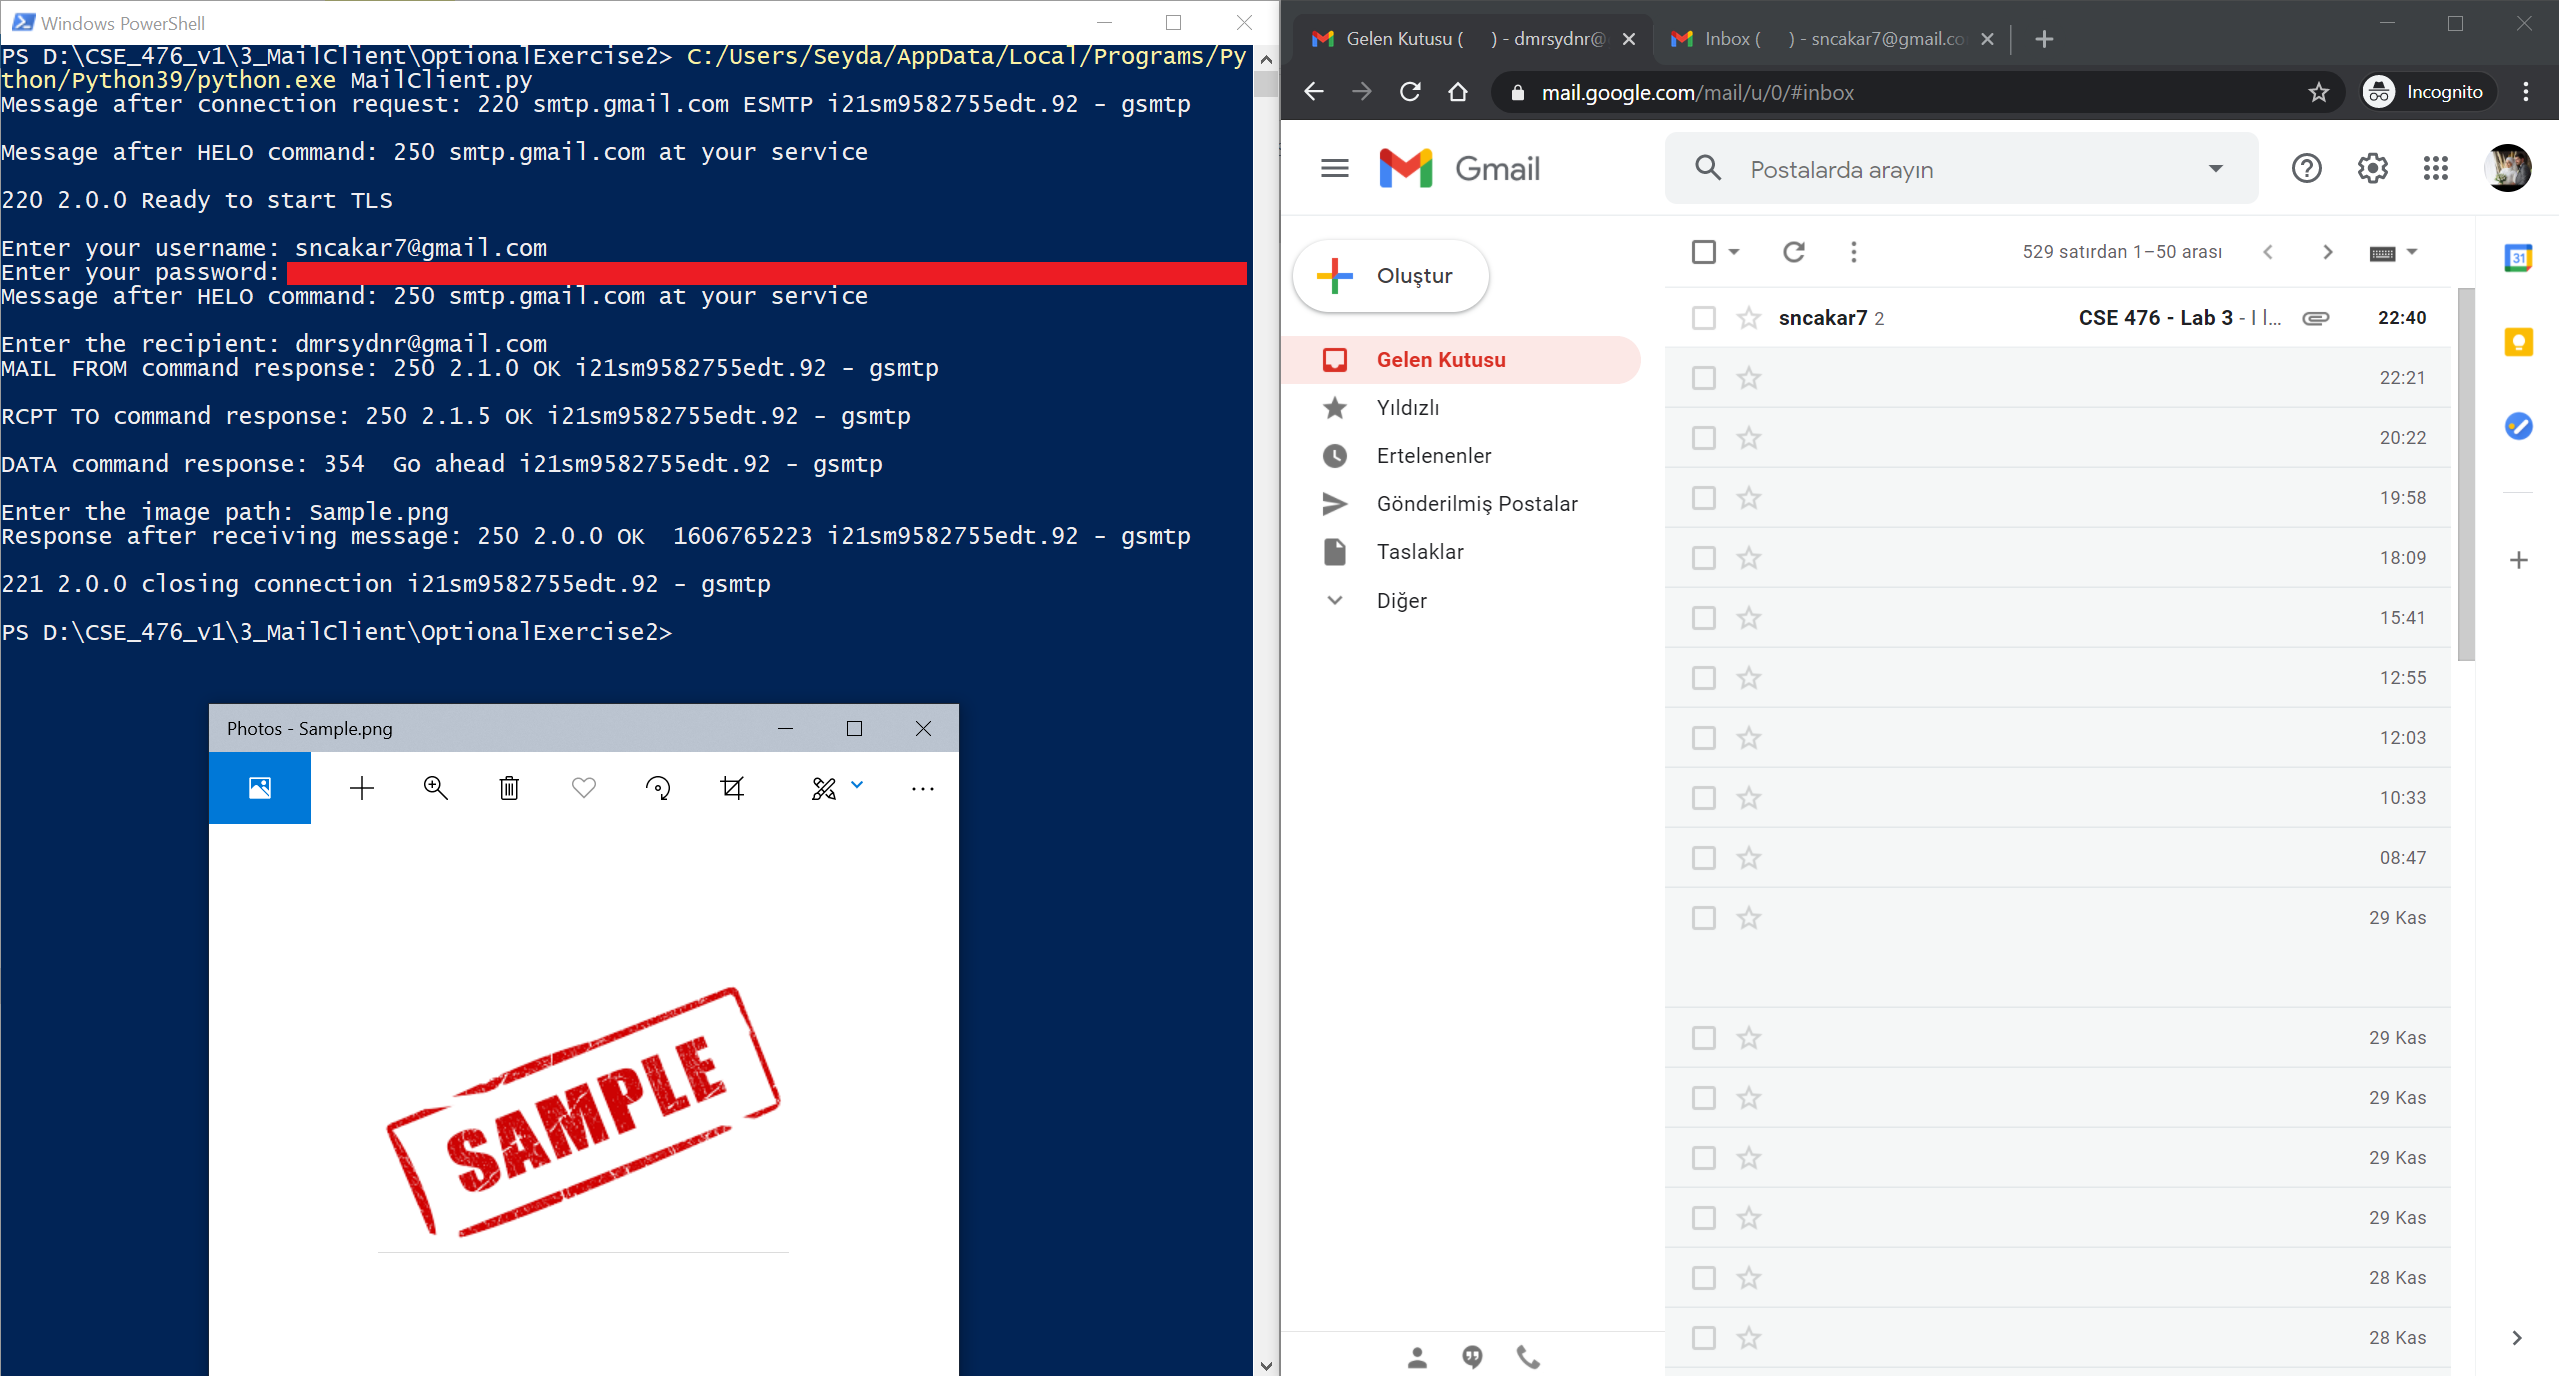 Windows PowerShell
PS D:\CSE_476_v1\3_MailClient\OptionalExercise2> C:/Users/Seyda/AppData/Local/Programs/Py
thon/Python39/python.exe MailClient.py
Message after connection request: 220 smtp.gmail.com ESMTP i21sm9582755edt.92 - gsmtp
Message after HELO command: 250 smtp.gmail.com at your service
220 2.0.0 Ready to start TLS
Enter your username: sncakar7@gmail.com
Enter your password:
Message after HELO command: 250 smtp.gmail.com at your service
Enter the recipient: dmrsydnr@gmail.com
MAIL FROM command response: 250 2.1.0 OK i21sm9582755edt.92 - gsmtp
RCPT TO command response: 250 2.1.5 OK i21sm9582755edt.92 - gsmtp
DATA command response: 354  Go ahead i21sm9582755edt.92 - gsmtp
Enter the image path: Sample.png
Response after receiving message: 250 2.0.0 OK  1606765223 i21sm9582755edt.92 - gsmtp
221 2.0.0 closing connection i21sm9582755edt.92 - gsmtp
PS D:\CSE_476_v1\3_MailClient\OptionalExercise2>
Photos - Sample.png
SAMPLE
Gelen Kutusu ( ) - dmrsydnr@
Inbox ( ) - sncakar7@gmail.co
mail.google.com/mail/u/0/#inbox
Incognito
Gmail
Postalarda arayın
Oluştur
529 satırdan 1–50 arası
31
Gelen Kutusu
Yıldızlı
Ertelenenler
Gönderilmiş Postalar
Taslaklar
Diğer
sncakar7 2 CSE 476 - Lab 3 - I l... 22:40
22:21
20:22
19:58
18:09
15:41
12:55
12:03
10:33
08:47
29 Kas
29 Kas
29 Kas
29 Kas
29 Kas
28 Kas
28 Kas